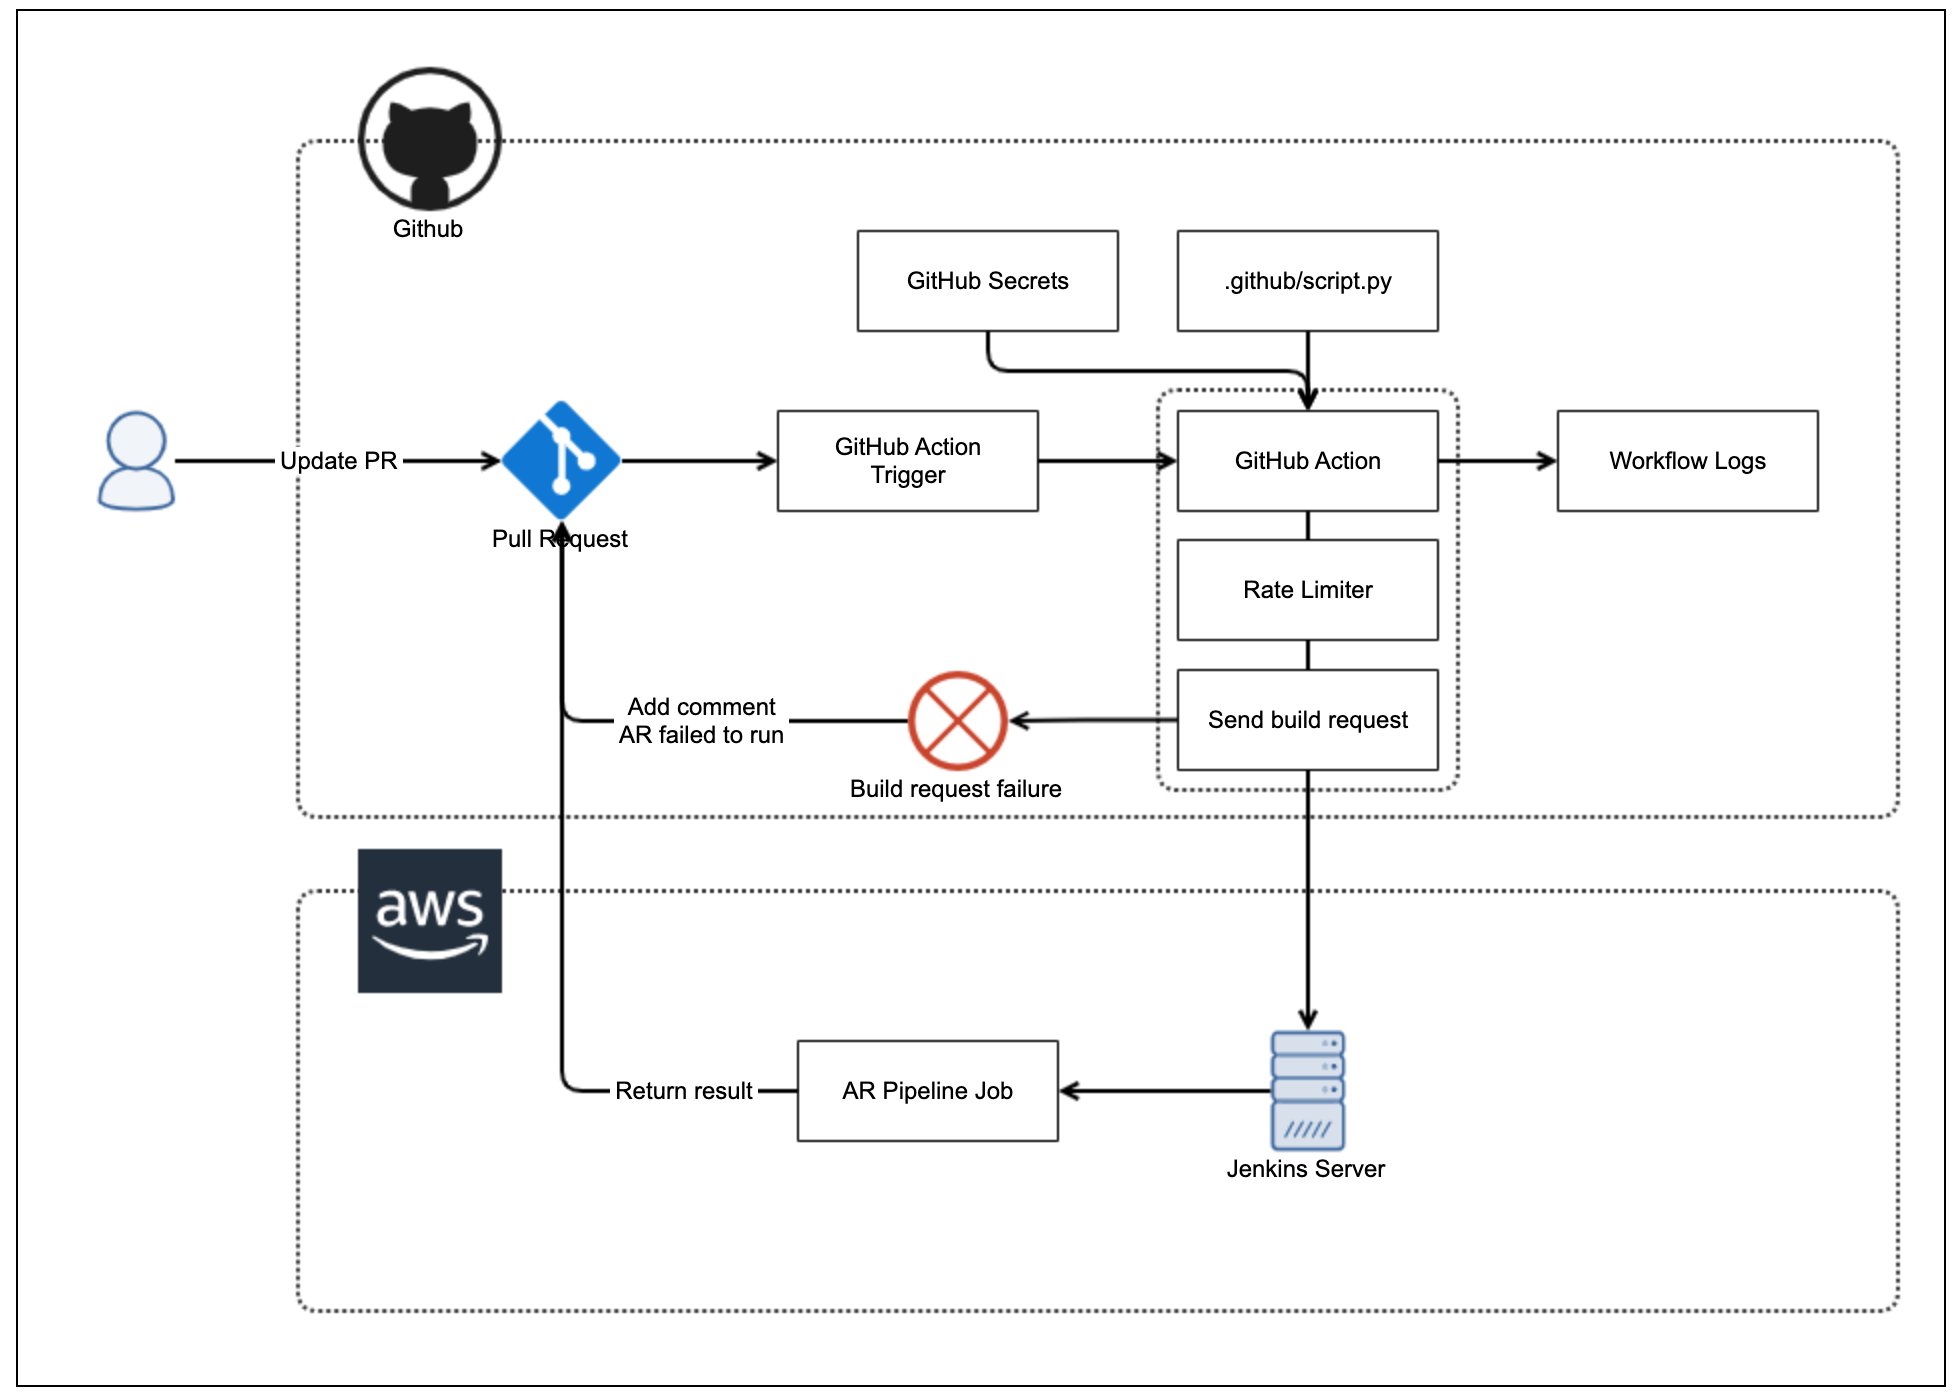 Github
GitHub Secrets
.github/script.py
Update PR
Pull Request
GitHub Action
Trigger
GitHub Action
Workflow Logs
Rate Limiter
Send build request
Add comment
AR failed to run
Build request failure
aws
Return result
AR Pipeline Job
Jenkins Server